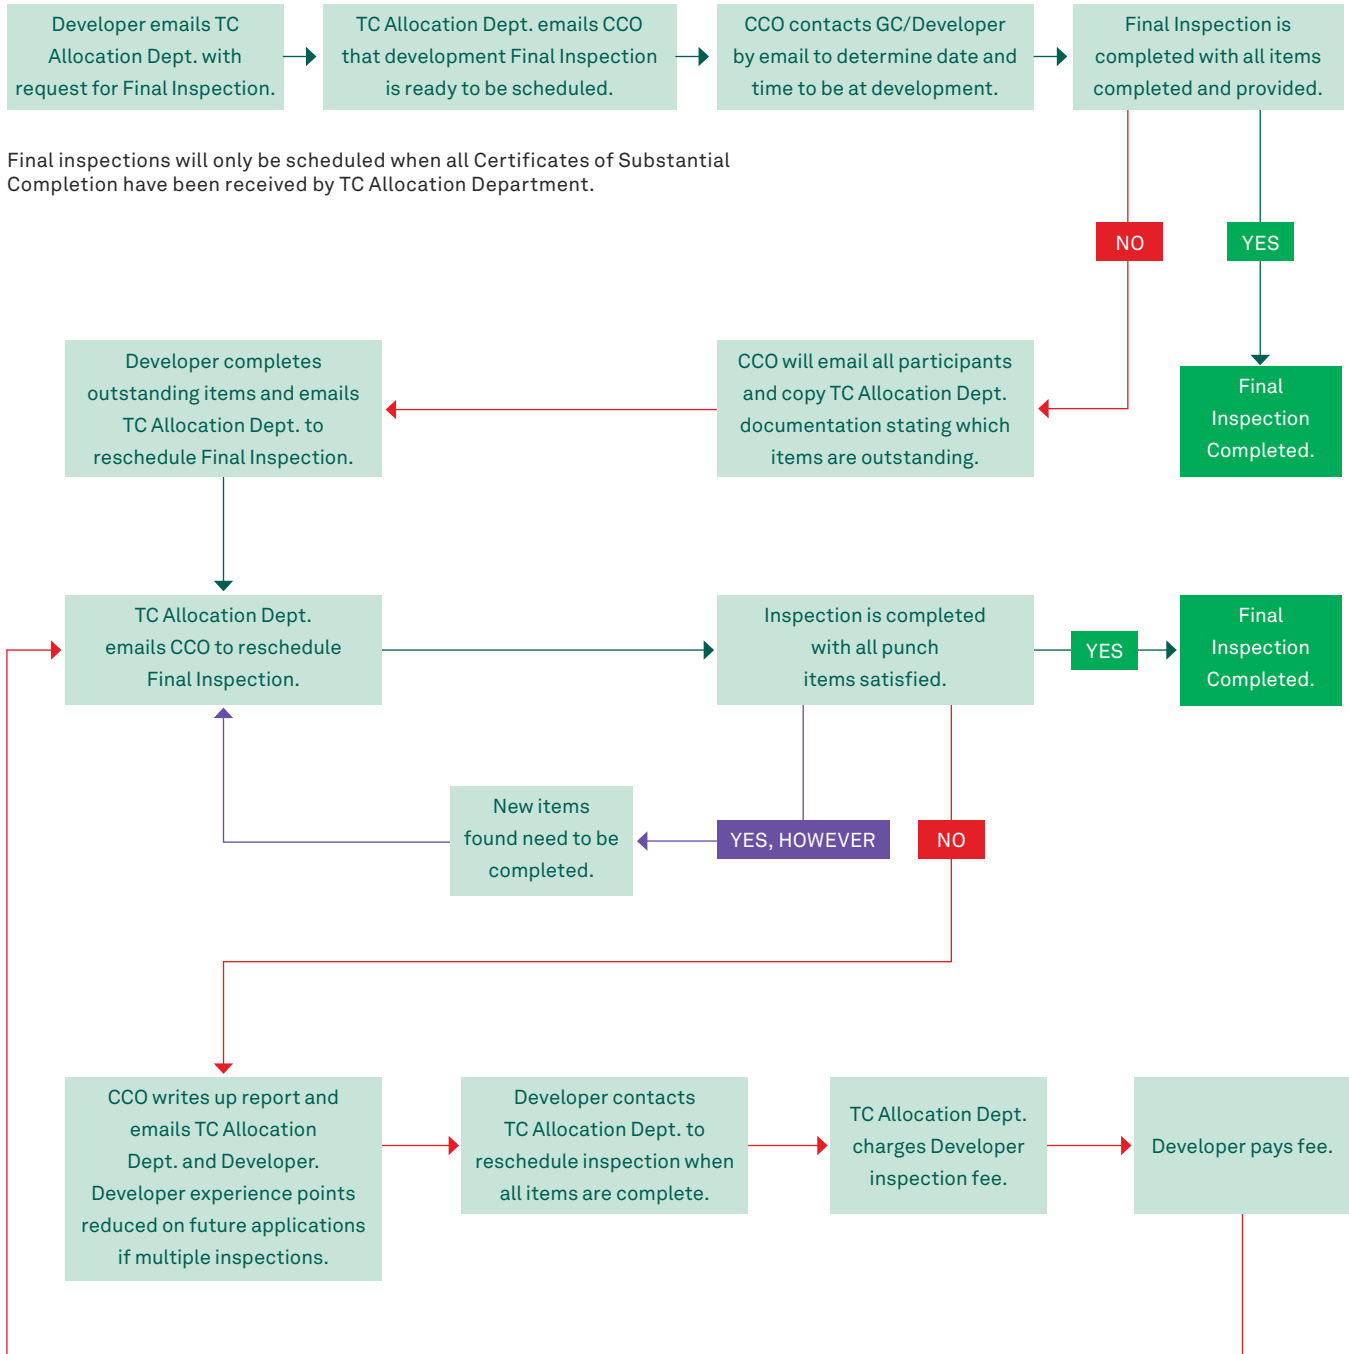 Developer emails TC
Allocation Dept. with
request for Final Inspection.
TC Allocation Dept. emails CCO
that development Final Inspection
is ready to be scheduled.
CCO contacts GC/Developer
by email to determine date and
time to be at development.
Final Inspection is
completed with all items
completed and provided.
Final inspections will only be scheduled when all Certificates of Substantial
Completion have been received by TC Allocation Department.
NO
YES
Developer completes
outstanding items and emails
TC Allocation Dept. to
reschedule Final Inspection.
CCO will email all participants
and copy TC Allocation Dept.
documentation stating which
items are outstanding.
Final
Inspection
Completed.
TC Allocation Dept.
emails CCO to reschedule
Final Inspection.
Inspection is completed
with all punch
items satisfied.
YES
Final
Inspection
Completed.
New items
found need to be
completed.
YES, HOWEVER
NO
CCO writes up report and
emails TC Allocation
Dept. and Developer.
Developer experience points
reduced on future applications
if multiple inspections.
Developer contacts
TC Allocation Dept. to
reschedule inspection when
all items are complete.
TC Allocation Dept.
charges Developer
inspection fee.
Developer pays fee.